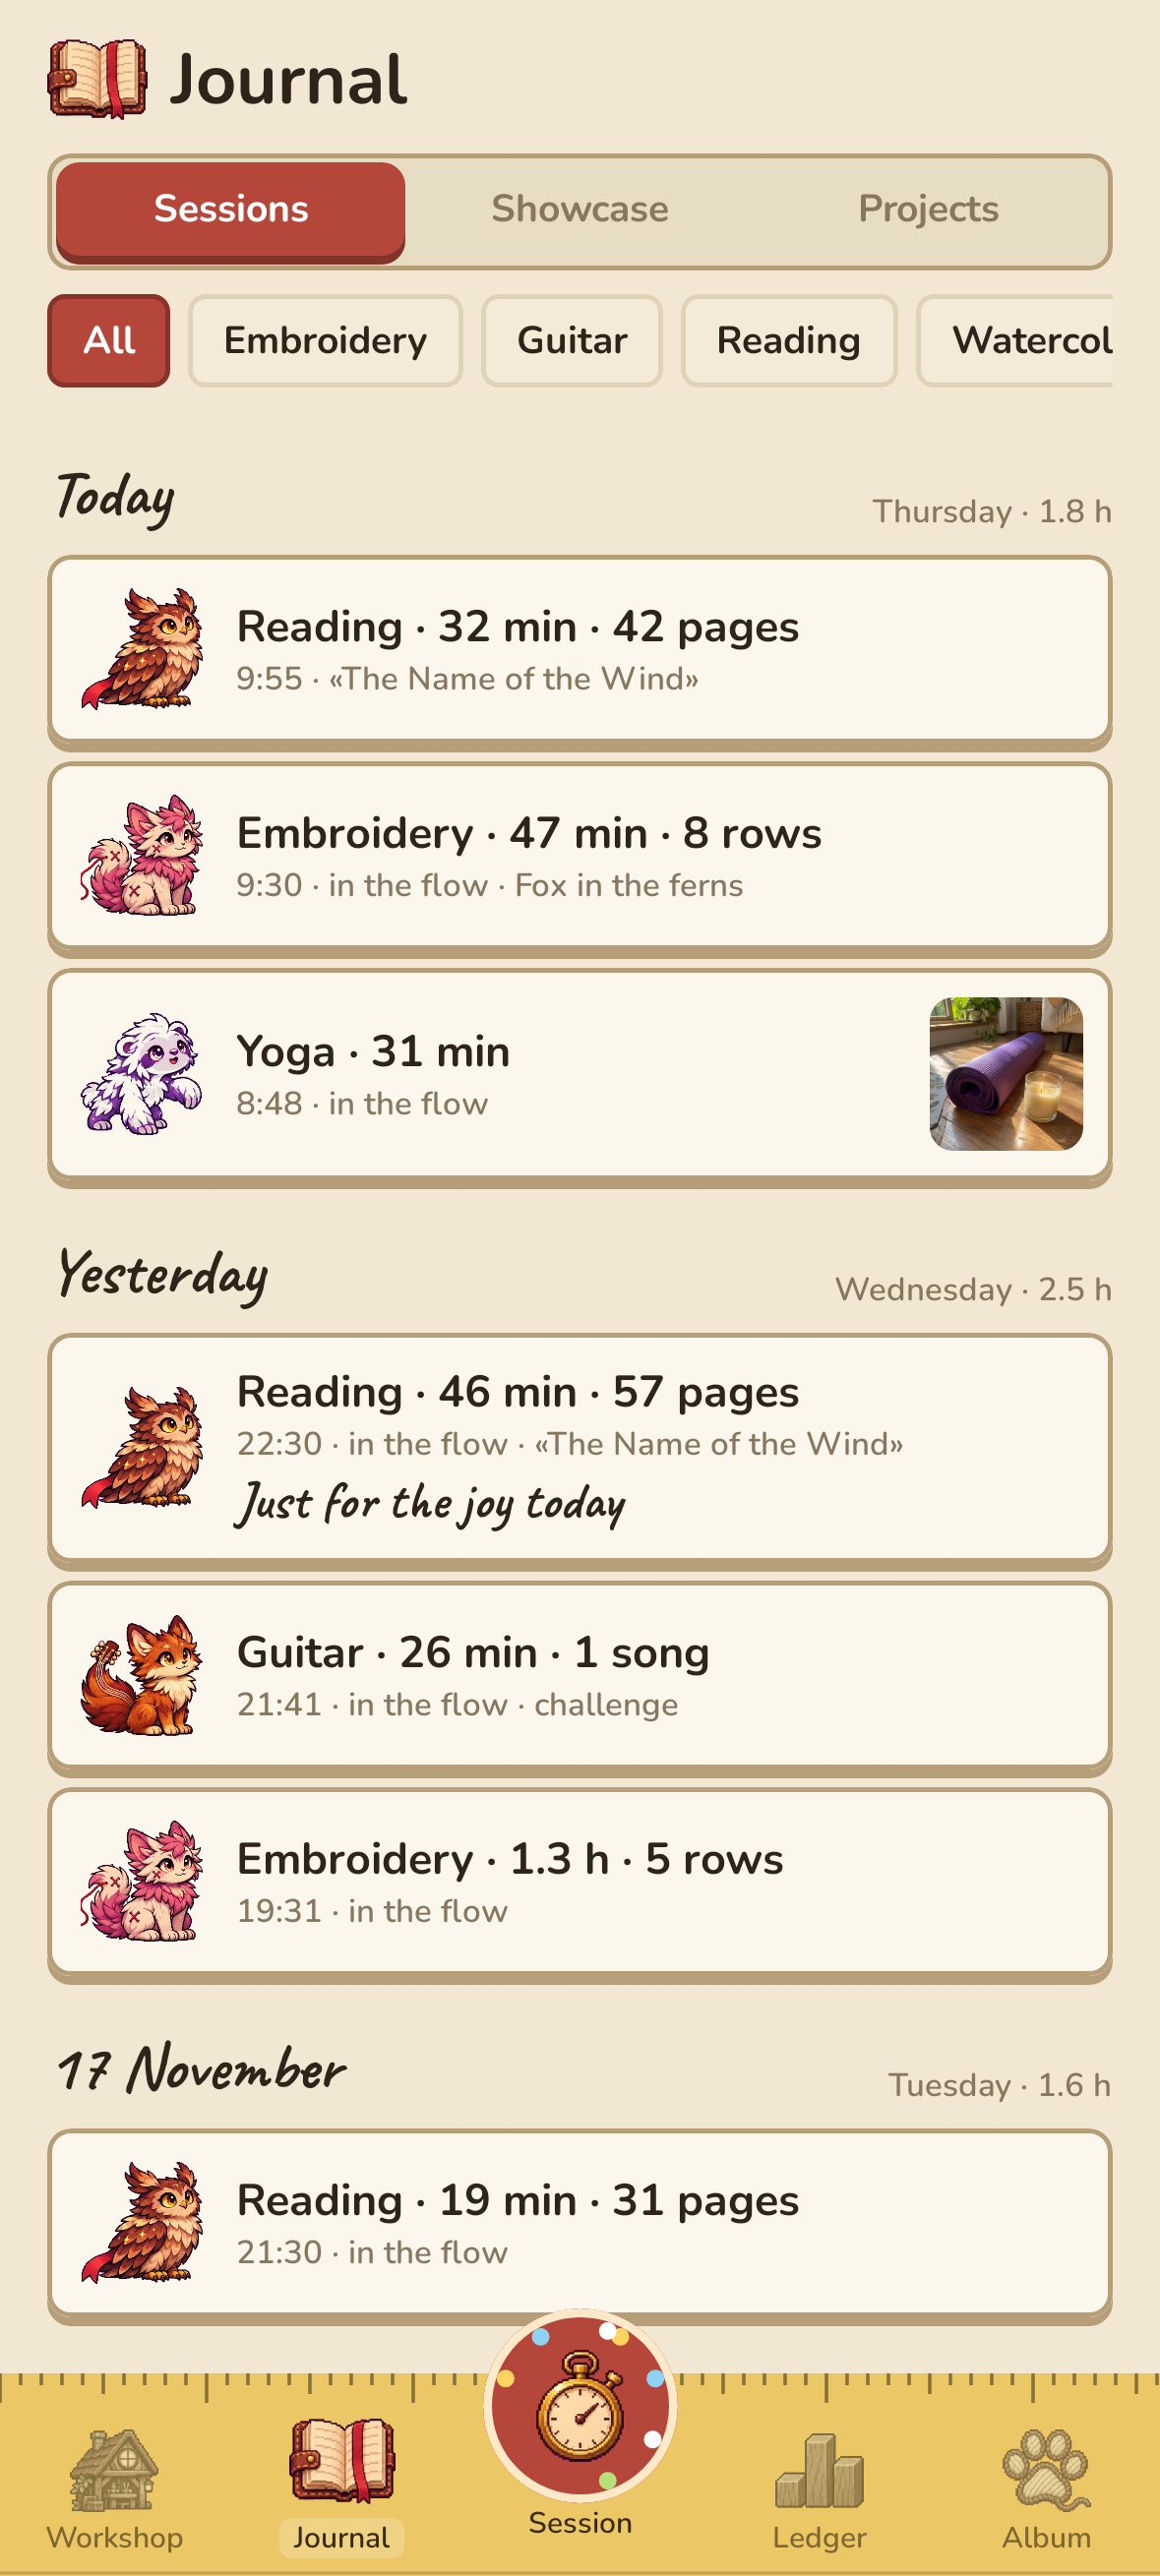 Journal
Sessions Showcase Projects
All Embroidery Guitar Reading Watercol
Today Thursday · 1.8 h
Reading · 32 min · 42 pages
9:55 · «The Name of the Wind»
Embroidery · 47 min · 8 rows
9:30 · in the flow · Fox in the ferns
Yoga · 31 min
8:48 · in the flow
Yesterday Wednesday · 2.5 h
Reading · 46 min · 57 pages
22:30 · in the flow · «The Name of the Wind»
Just for the joy today
Guitar · 26 min · 1 song
21:41 · in the flow · challenge
Embroidery · 1.3 h · 5 rows
19:31 · in the flow
17 November Tuesday · 1.6 h
Reading · 19 min · 31 pages
21:30 · in the flow
Workshop Journal Session Ledger Album